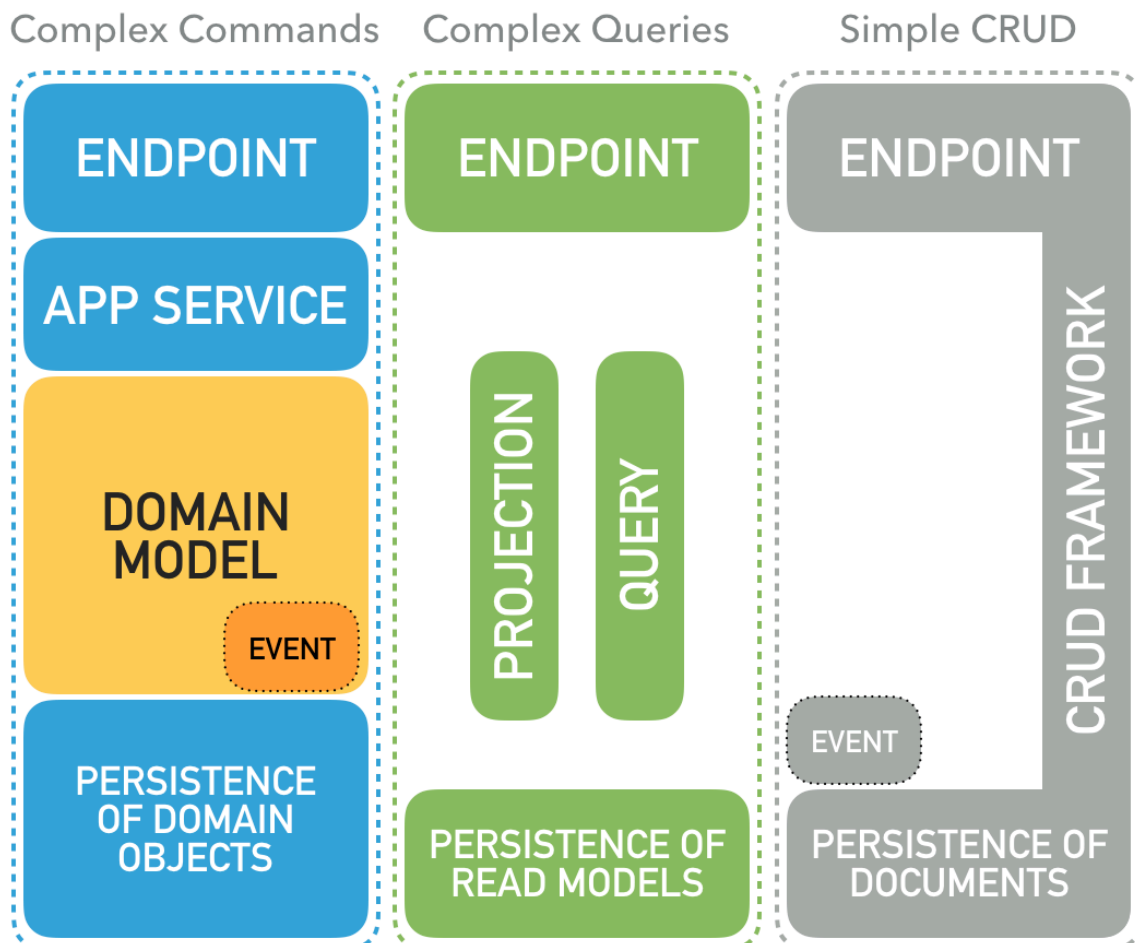 Complex Commands
Complex Queries
Simple CRUD
ENDPOINT
APP SERVICE
DOMAIN
MODEL
EVENT
PERSISTENCE
OF DOMAIN
OBJECTS
ENDPOINT
PROJECTION
QUERY
PERSISTENCE OF
READ MODELS
ENDPOINT
CRUD FRAMEWORK
EVENT
PERSISTENCE OF
DOCUMENTS